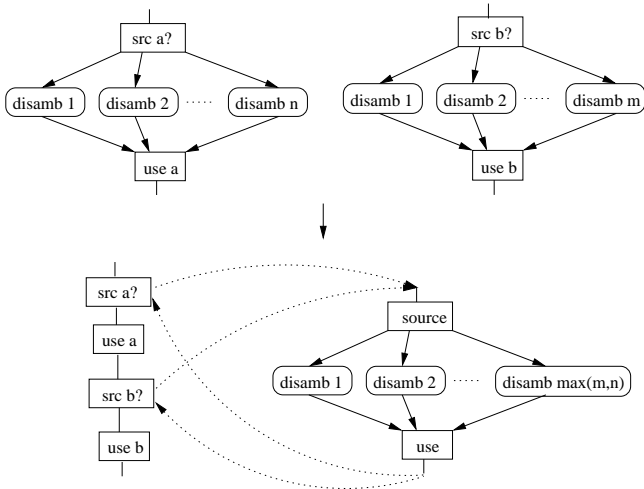 src a?
disamb 1 disamb 2 ..... disamb n
use a
src b?
disamb 1 disamb 2 ..... disamb m
use b
src a?
use a
src b?
use b
source
disamb 1 disamb 2 ..... disamb max(m,n)
use